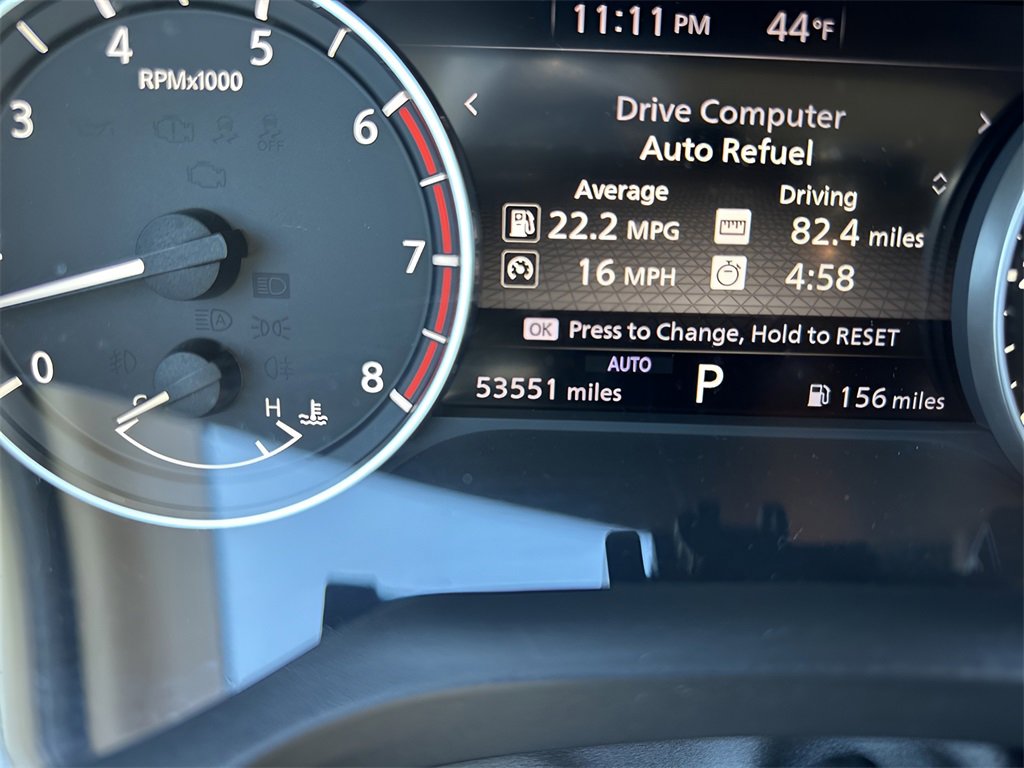 11:11 PM 44°F
4 5
RPMx1000
3 6
OFF
7
A
0 8
H
Drive Computer
Auto Refuel
Average Driving
22.2 MPG 82.4 miles
16 MPH 4:58
OK Press to Change, Hold to RESET
AUTO
53551 miles P 156 miles